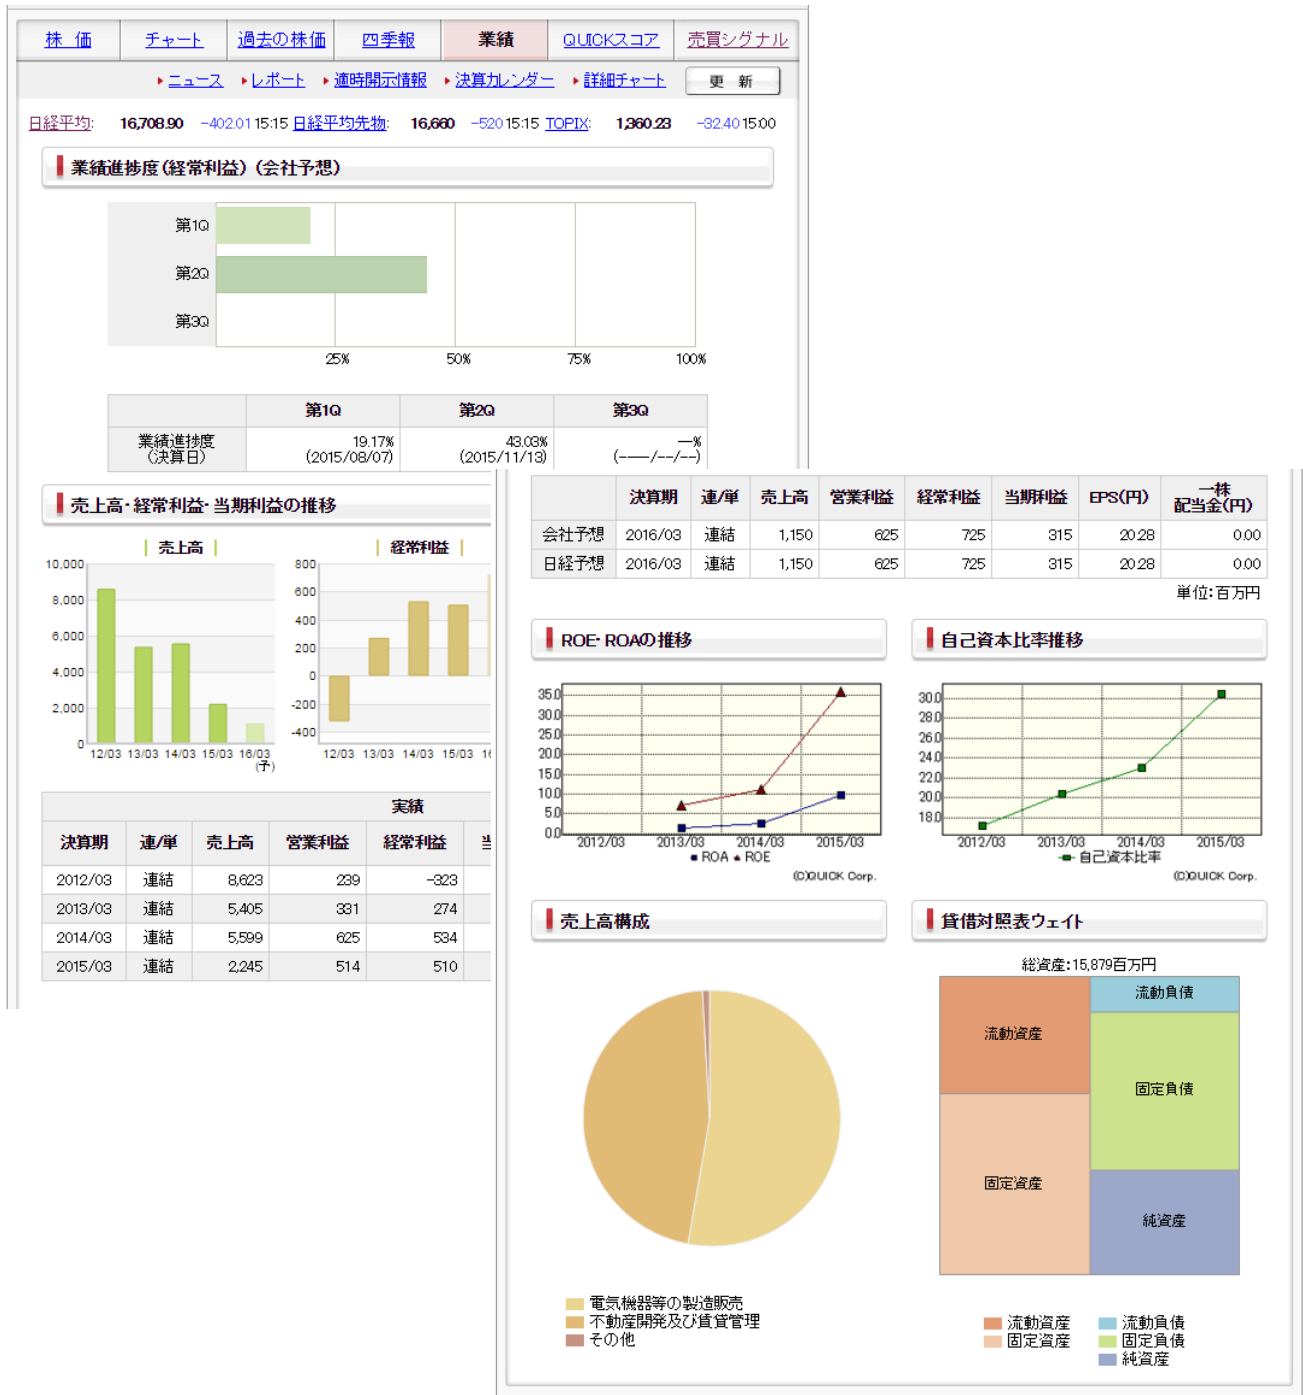 株 価 チャート 過去の株価 四季報 業績 QUICKスコア 売買シグナル
ニュース レポート 適時開示情報 決算カレンダー 詳細チャート 更 新
日経平均: 16,708.90 -402.01 15:15 日経平均先物: 16,660 -520 15:15 TOPIX: 1,360.23 -32.40 15:00
業績進捗度(経常利益)(会社予想)
第1Q
第2Q
第3Q
25% 50% 75% 100%
第1Q 第2Q 第3Q
業績進捗度 19.17% 43.03% ―%
(決算日) (2015/08/07) (2015/11/13) (――/--/--)
売上高・経常利益・当期利益の推移
売上高
10,000
8,000
6,000
4,000
2,000
0
12/03 13/03 14/03 15/03 16/03
(予)
経常利益
800
600
400
200
0
-200
-400
12/03 13/03 14/03 15/03
実績
決算期 連/単 売上高 営業利益 経常利益
2012/03 連結 8,623 239 -323
2013/03 連結 5,405 331 274
2014/03 連結 5,599 625 534
2015/03 連結 2,245 514 510
決算期 連/単 売上高 営業利益 経常利益 当期利益 EPS(円) 一株
配当金(円)
会社予想 2016/03 連結 1,150 625 725 315 20.28 0.00
日経予想 2016/03 連結 1,150 625 725 315 20.28 0.00
単位:百万円
ROE・ROAの推移
35.0
30.0
25.0
20.0
15.0
10.0
5.0
0.0
2012/03 2013/03 2014/03 2015/03
ROA ROE
(C)QUICK Corp.
自己資本比率推移
30.0
28.0
26.0
24.0
22.0
20.0
18.0
2012/03 2013/03 2014/03 2015/03
自己資本比率
(C)QUICK Corp.
売上高構成
電気機器等の製造販売
不動産開発及び賃貸管理
その他
貸借対照表ウェイト
総資産:15,879百万円
流動資産
固定資産
流動負債
固定負債
純資産
流動資産 流動負債
固定資産 固定負債
純資産